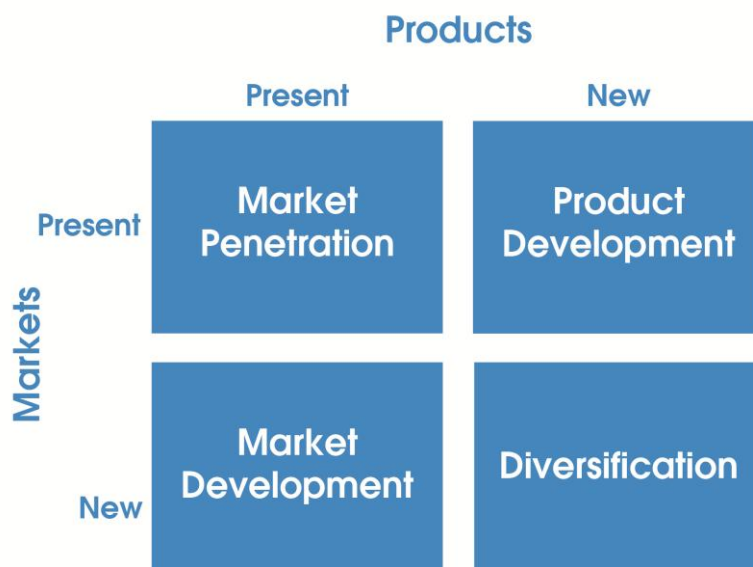 Products
Present
New
Present
Market
Penetration
Product
Development
Markets
New
Market
Development
Diversification